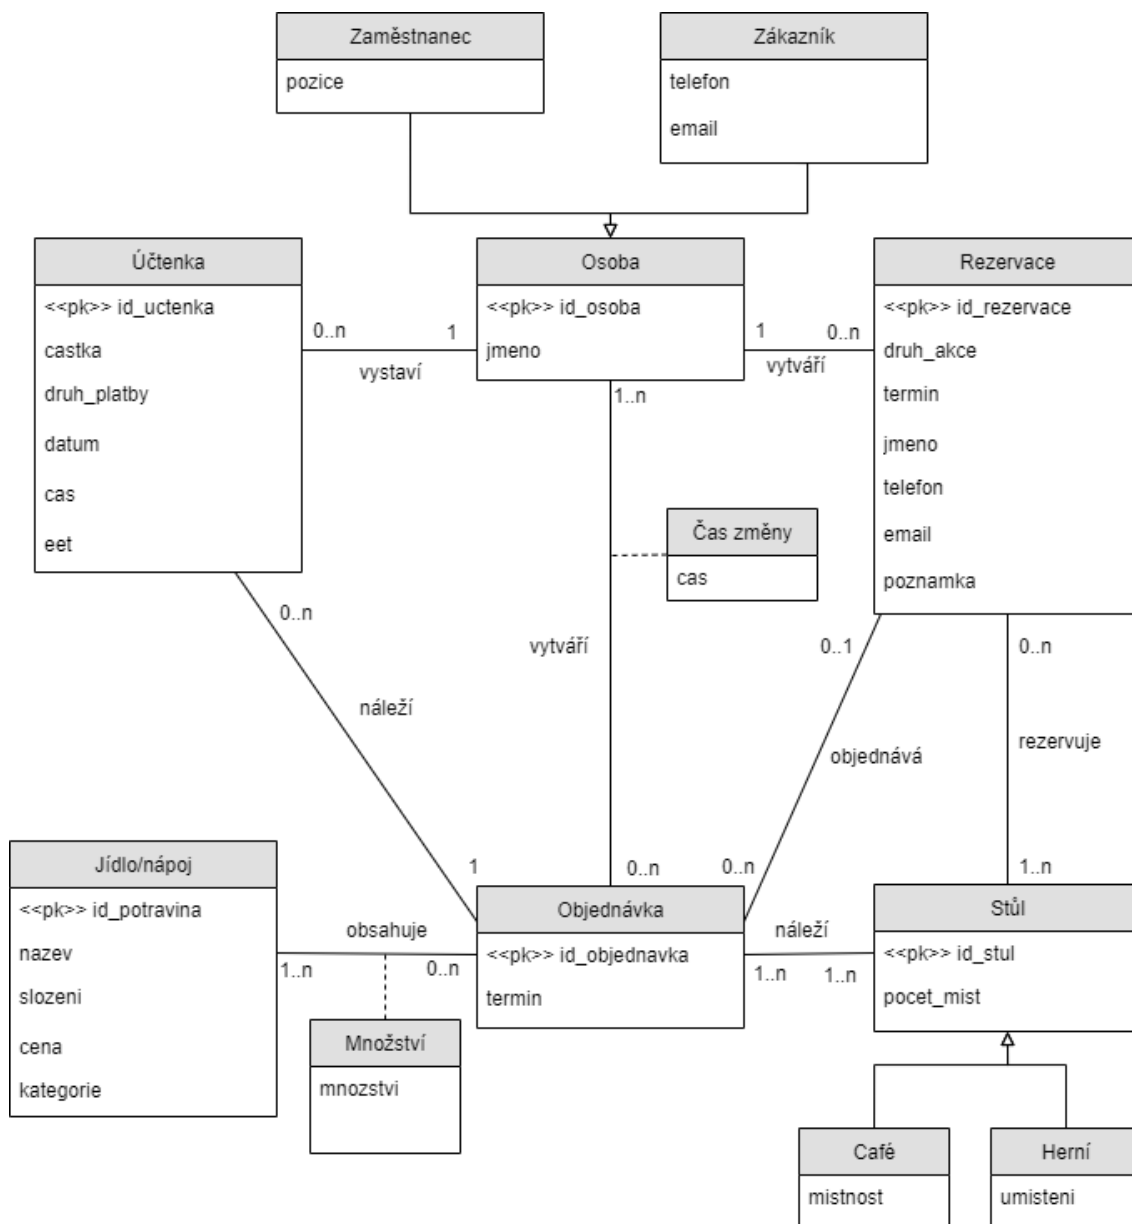 Zaměstnanec
pozice
Zákazník
telefon
email
Účtenka
<<pk>> id_uctenka
castka
druh_platby
datum
cas
eet
0..n
1
vystaví
Osoba
<<pk>> id_osoba
jmeno
1
0..n
vytváří
Rezervace
<<pk>> id_rezervace
druh_akce
termin
jmeno
telefon
email
poznamka
1..n
Čas změny
cas
vytváří
0..n
0..n
náleží
1
0..1
objednává
0..n
0..n
rezervuje
1..n
Jídlo/nápoj
<<pk>> id_potravina
nazev
slozeni
cena
kategorie
obsahuje
1..n
0..n
Množství
mnozstvi
Objednávka
<<pk>> id_objednavka
termin
náleží
1..n
1..n
Stůl
<<pk>> id_stul
pocet_mist
Café
mistnost
Herní
umisteni